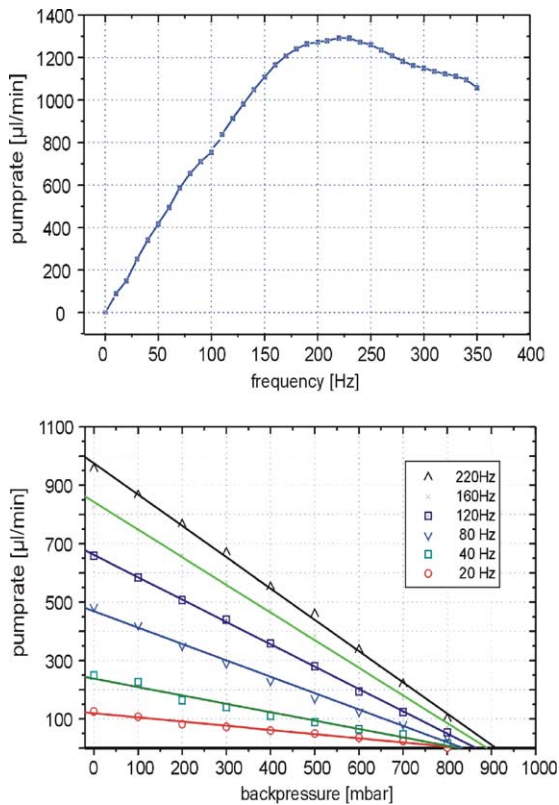 1400
1200
1000
800
600
400
200
0
pumprate [µl/min]
0 50 100 150 200 250 300 350 400
frequency [Hz]
1100
900
700
500
300
100
pumprate [µl/min]
220Hz
160Hz
120Hz
80 Hz
40 Hz
20 Hz
0 100 200 300 400 500 600 700 800 900 1000
backpressure [mbar]